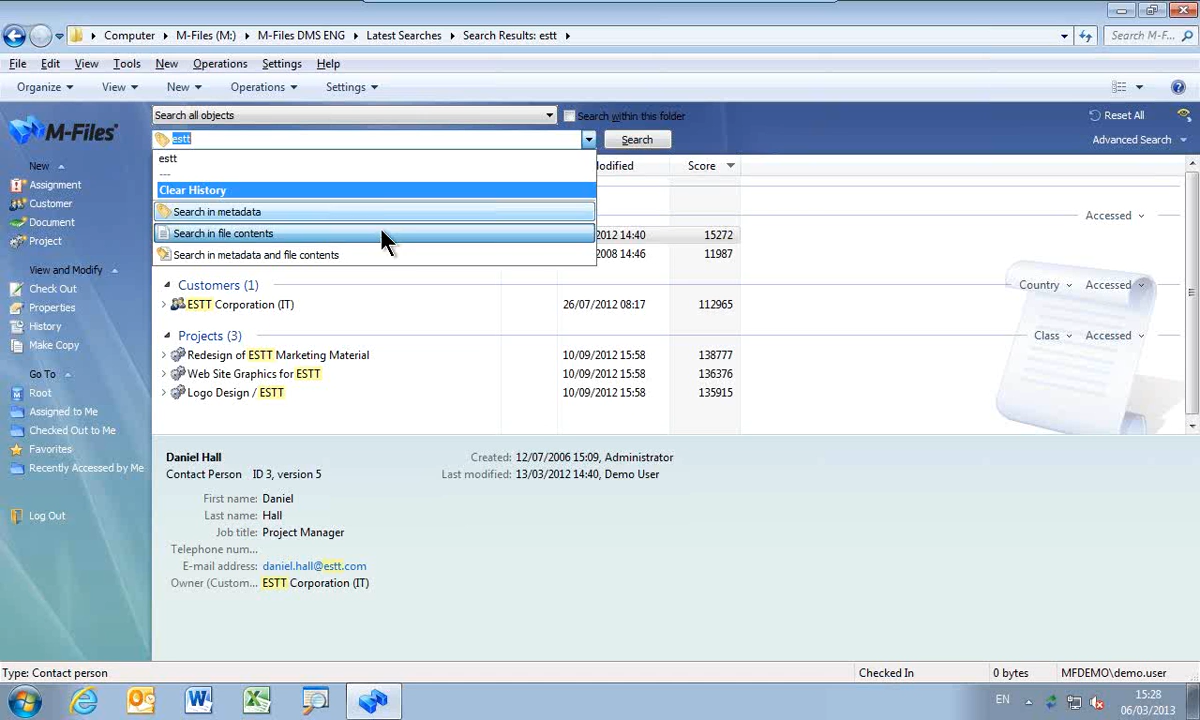 Computer M-Files (M:) M-Files DMS ENG Latest Searches Search Results: estt Search M-F...
File Edit View Tools New Operations Settings Help
Organize View New Operations Settings
M-Files
Search all objects Search within this folder Reset All
estt Search Advanced Search
estt
---
Clear History
Search in metadata
Search in file contents
Search in metadata and file contents
odified Score
Accessed
2012 14:40 15272
2008 14:46 11987
Customers (1) Country Accessed
ESTT Corporation (IT) 26/07/2012 08:17 112965
Projects (3) Class Accessed
Redesign of ESTT Marketing Material 10/09/2012 15:58 138777
Web Site Graphics for ESTT 10/09/2012 15:58 136376
Logo Design / ESTT 10/09/2012 15:58 135915
New
Assignment
Customer
Document
Project
View and Modify
Check Out
Properties
History
Make Copy
Go To
Root
Assigned to Me
Checked Out to Me
Favorites
Recently Accessed by Me
Log Out
Daniel Hall Created: 12/07/2006 15:09, Administrator
Contact Person ID 3, version 5 Last modified: 13/03/2012 14:40, Demo User
First name: Daniel
Last name: Hall
Job title: Project Manager
Telephone num...
E-mail address: daniel.hall@estt.com
Owner (Custom... ESTT Corporation (IT)
Type: Contact person Checked In 0 bytes MFDEMO\demo.user
EN 15:28
06/03/2013